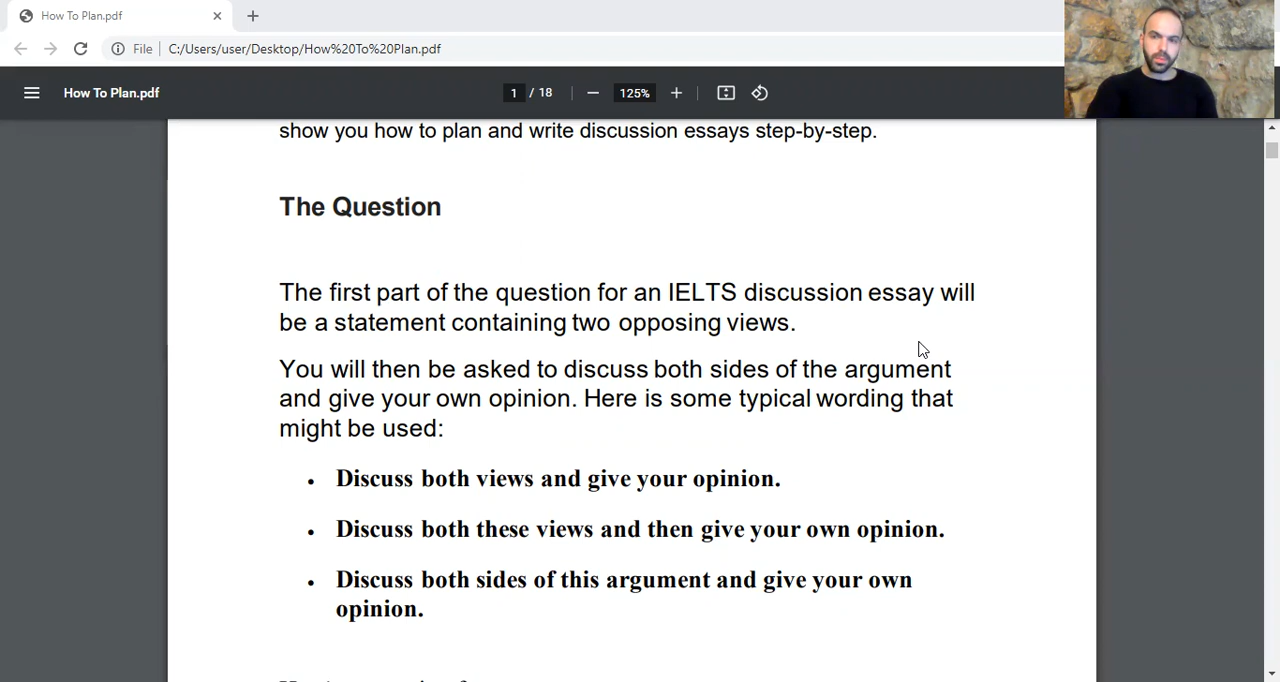 How To Plan.pdf
File
C:/Users/user/Desktop/How%20To%20Plan.pdf
How To Plan.pdf
1 / 18
125%
show you how to plan and write discussion essays step-by-step.
The Question
The first part of the question for an IELTS discussion essay will
be a statement containing two opposing views.
You will then be asked to discuss both sides of the argument
and give your own opinion. Here is some typical wording that
might be used:
• Discuss both views and give your opinion.
• Discuss both these views and then give your own opinion.
• Discuss both sides of this argument and give your own
opinion.